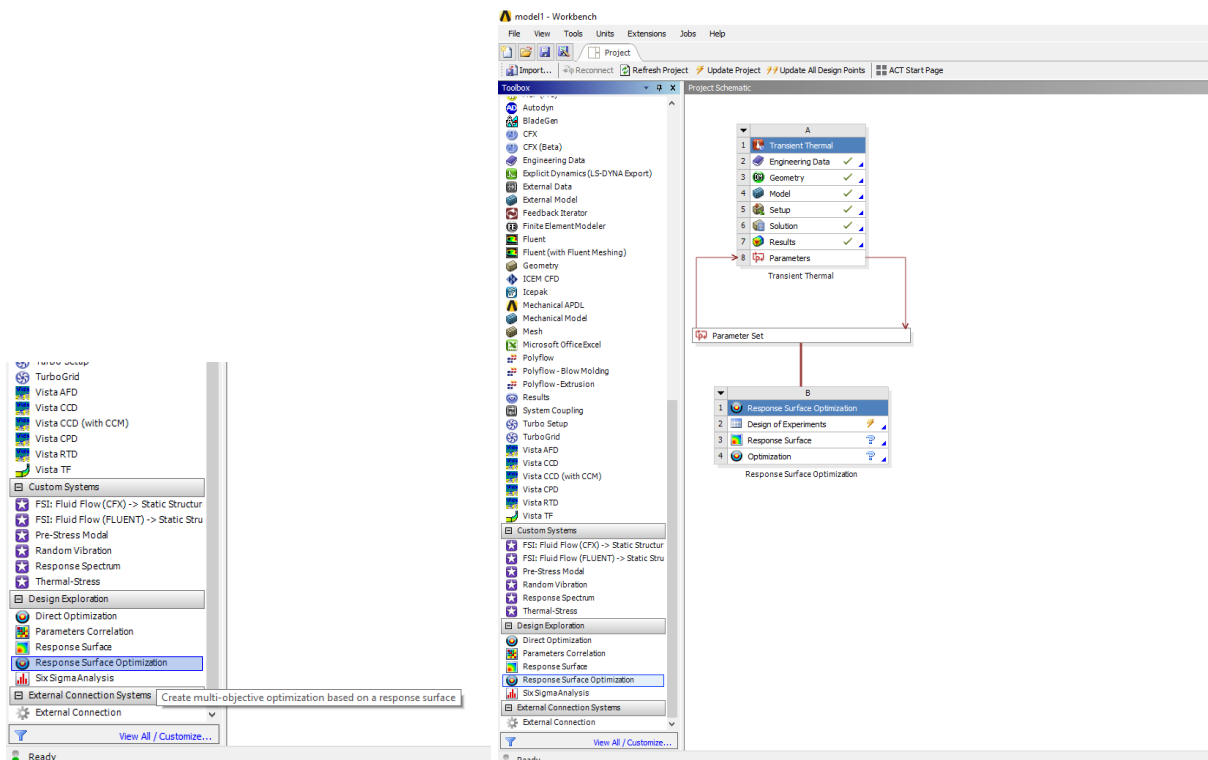 TurboGrid
Vista AFD
Vista CCD
Vista CCD (with CCM)
Vista CPD
Vista RTD
Vista TF
Custom Systems
FSI: Fluid Flow (CFX) -> Static Structur
FSI: Fluid Flow (FLUENT) -> Static Stru
Pre-Stress Modal
Random Vibration
Response Spectrum
Thermal-Stress
Design Exploration
Direct Optimization
Parameters Correlation
Response Surface
Response Surface Optimization
Six Sigma Analysis
External Connection Systems
Create multi-objective optimization based on a response surface
External Connection
View All / Customize...
Ready
model1 - Workbench
File View Tools Units Extensions Jobs Help
Project
Import... Reconnect Refresh Project Update Project Update All Design Points ACT Start Page
Toolbox
Autodyn
BladeGen
CFX
CFX (Beta)
Engineering Data
Explicit Dynamics (LS-DYNA Export)
External Data
External Model
Feedback Iterator
Finite Element Modeler
Fluent
Fluent (with Fluent Meshing)
Geometry
ICEM CFD
Icepak
Mechanical APDL
Mechanical Model
Mesh
Microsoft Office Excel
Polyflow
Polyflow - Blow Molding
Polyflow - Extrusion
Results
System Coupling
Turbo Setup
TurboGrid
Vista AFD
Vista CCD
Vista CCD (with CCM)
Vista CPD
Vista RTD
Vista TF
Custom Systems
FSI: Fluid Flow (CFX) -> Static Structur
FSI: Fluid Flow (FLUENT) -> Static Stru
Pre-Stress Modal
Random Vibration
Response Spectrum
Thermal-Stress
Design Exploration
Direct Optimization
Parameters Correlation
Response Surface
Response Surface Optimization
Six Sigma Analysis
External Connection Systems
External Connection
View All / Customize...
Project Schematic
A
1 Transient Thermal
2 Engineering Data
3 Geometry
4 Model
5 Setup
6 Solution
7 Results
8 Parameters
Transient Thermal
Parameter Set
B
1 Response Surface Optimization
2 Design of Experiments
3 Response Surface
4 Optimization
Response Surface Optimization